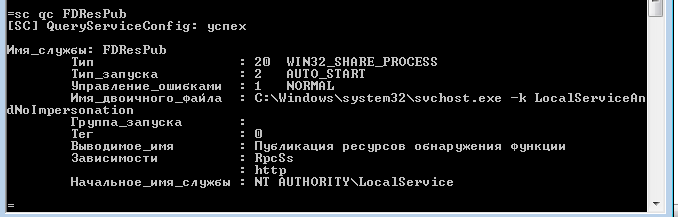 =sc qc FDResPub
[SC] QueryServiceConfig: успех
Имя_службы: FDResPub
Тип : 20 WIN32_SHARE_PROCESS
Тип_запуска : 2 AUTO_START
Управление_ошибками : 1 NORMAL
Имя_двоичного_файла : C:\Windows\system32\svchost.exe -k LocalServiceAn
dNoImpersonation
Группа_запуска :
Тег : 0
Выводимое_имя : Публикация ресурсов обнаружения функции
Зависимости : RpcSs
: http
Начальное_имя_службы : NT AUTHORITY\LocalService
=